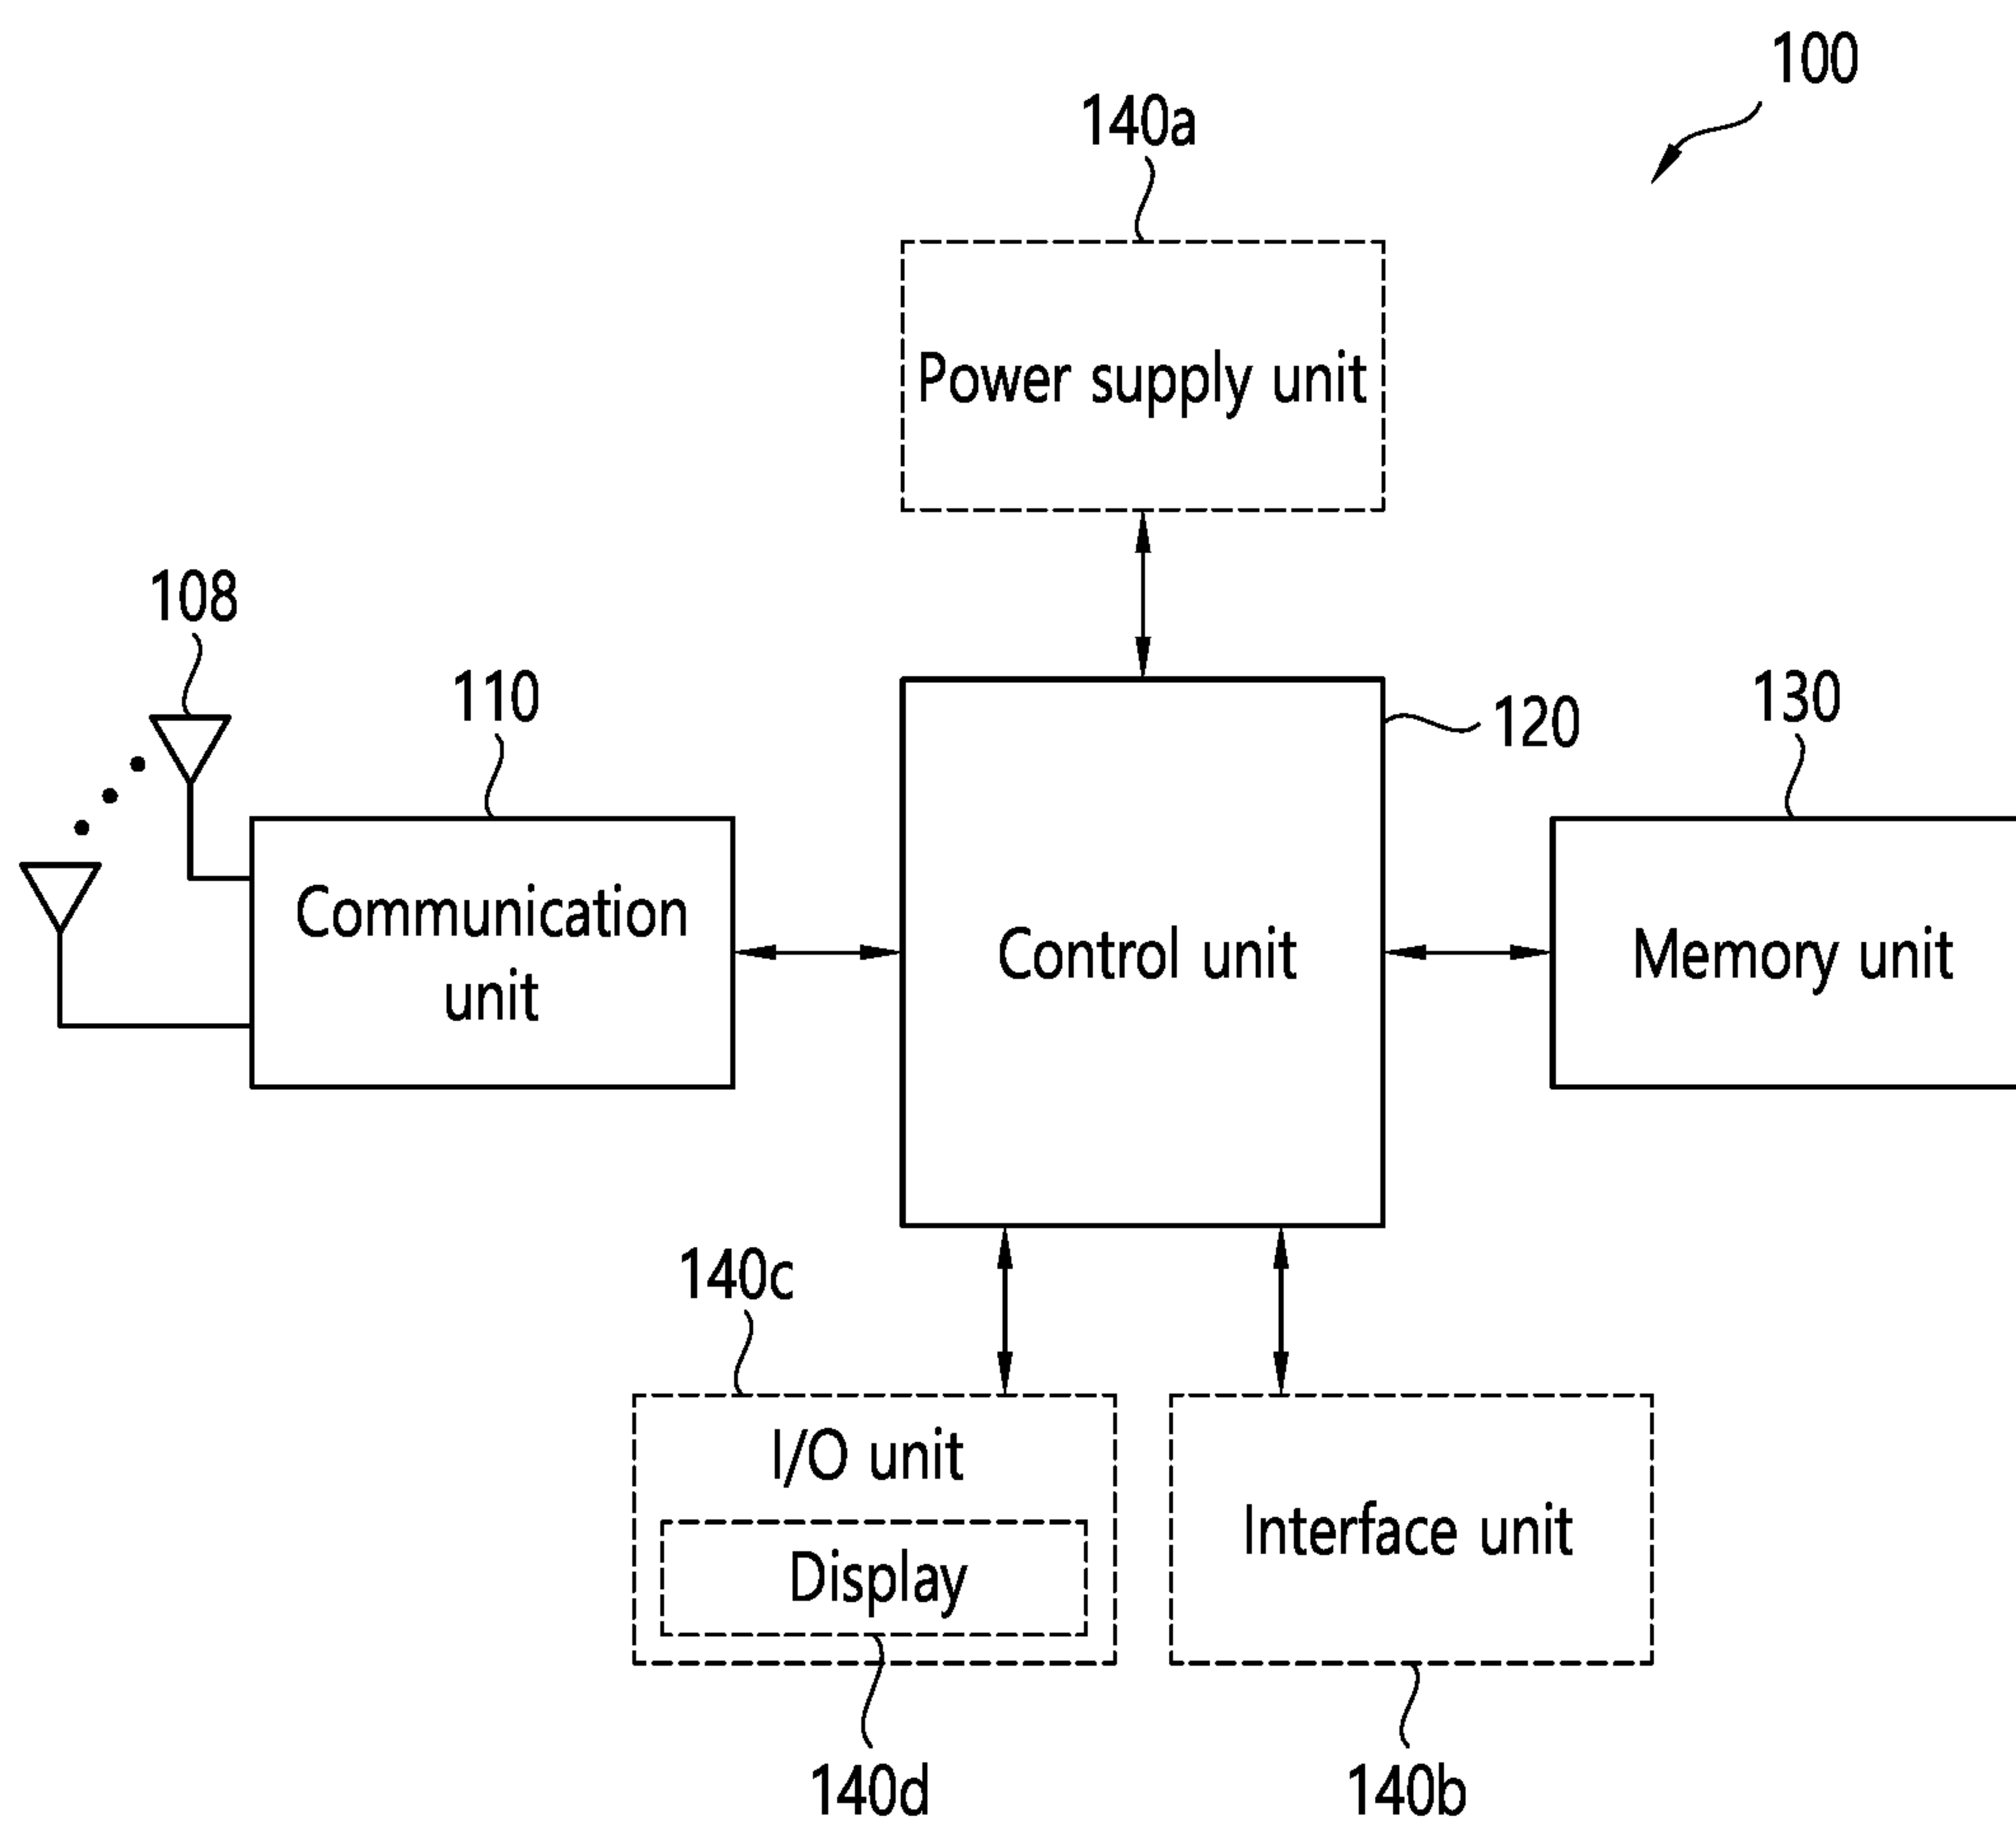 100
140a
Power supply unit
108
110
120
130
Communication
unit
Control unit
Memory unit
140c
I/O unit
Display
Interface unit
140d
140b